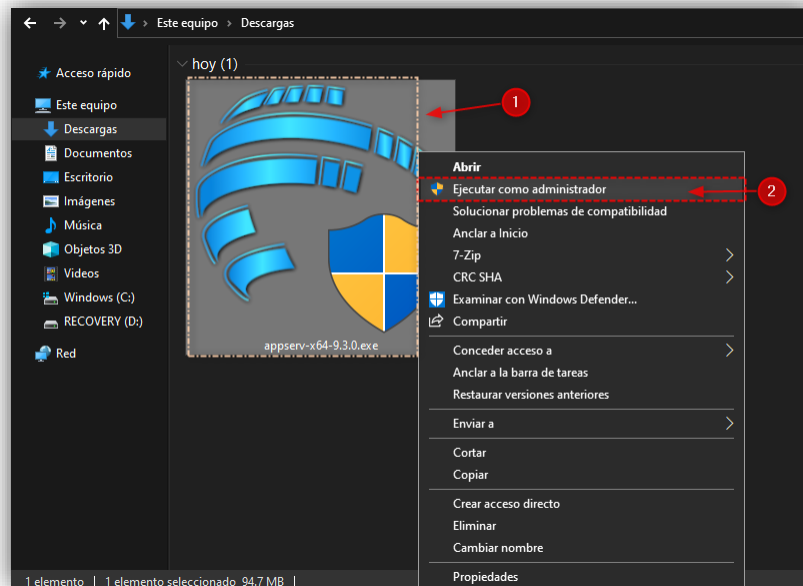 Este equipo > Descargas
Acceso rápido
Este equipo
Descargas
Documentos
Escritorio
Imágenes
Música
Objetos 3D
Videos
Windows (C:)
RECOVERY (D:)
Red
hoy (1)
appserv-x64-9.3.0.exe
1
Abrir
Ejecutar como administrador
2
Solucionar problemas de compatibilidad
Anclar a Inicio
7-Zip
CRC SHA
Examinar con Windows Defender...
Compartir
Conceder acceso a
Anclar a la barra de tareas
Restaurar versiones anteriores
Enviar a
Cortar
Copiar
Crear acceso directo
Eliminar
Cambiar nombre
Propiedades
1 elemento | 1 elemento seleccionado 94,7 MB |